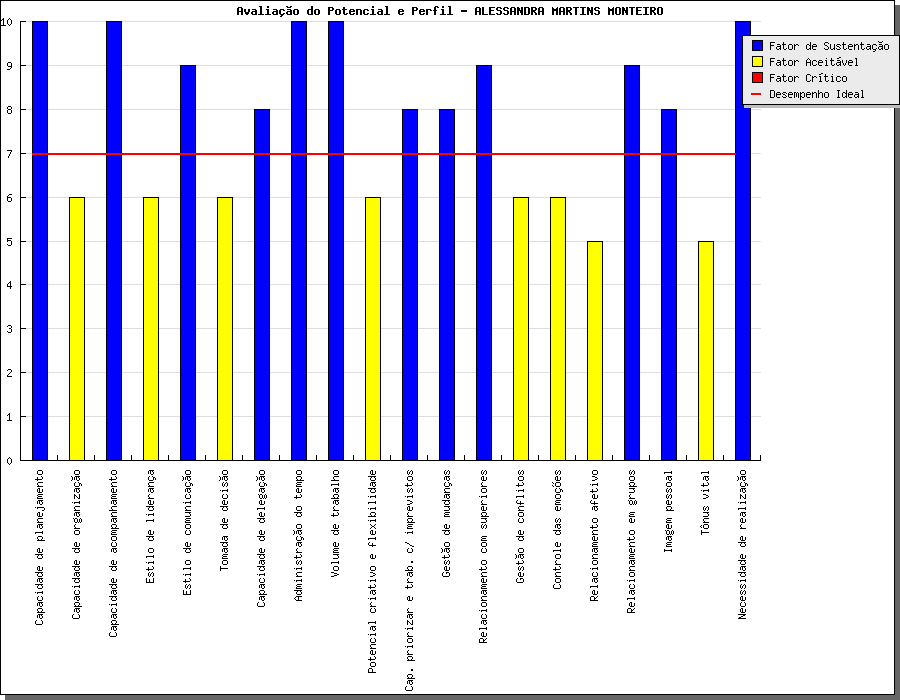 Avaliação do Potencial e Perfil - ALESSANDRA MARTINS MONTEIRO
Fator de Sustentação
Fator Aceitável
Fator Crítico
Desempenho Ideal
10
9
8
7
6
5
4
3
2
1
0
Capacidade de planejamento
Capacidade de organização
Capacidade de acompanhamento
Estilo de liderança
Estilo de comunicação
Tomada de decisão
Capacidade de delegação
Administração do tempo
Volume de trabalho
Potencial criativo e flexibilidade
Cap. priorizar e trab. c/ imprevistos
Gestão de mudanças
Relacionamento com superiores
Gestão de conflitos
Controle das emoções
Relacionamento afetivo
Relacionamento em grupos
Imagem pessoal
Tônus vital
Necessidade de realização